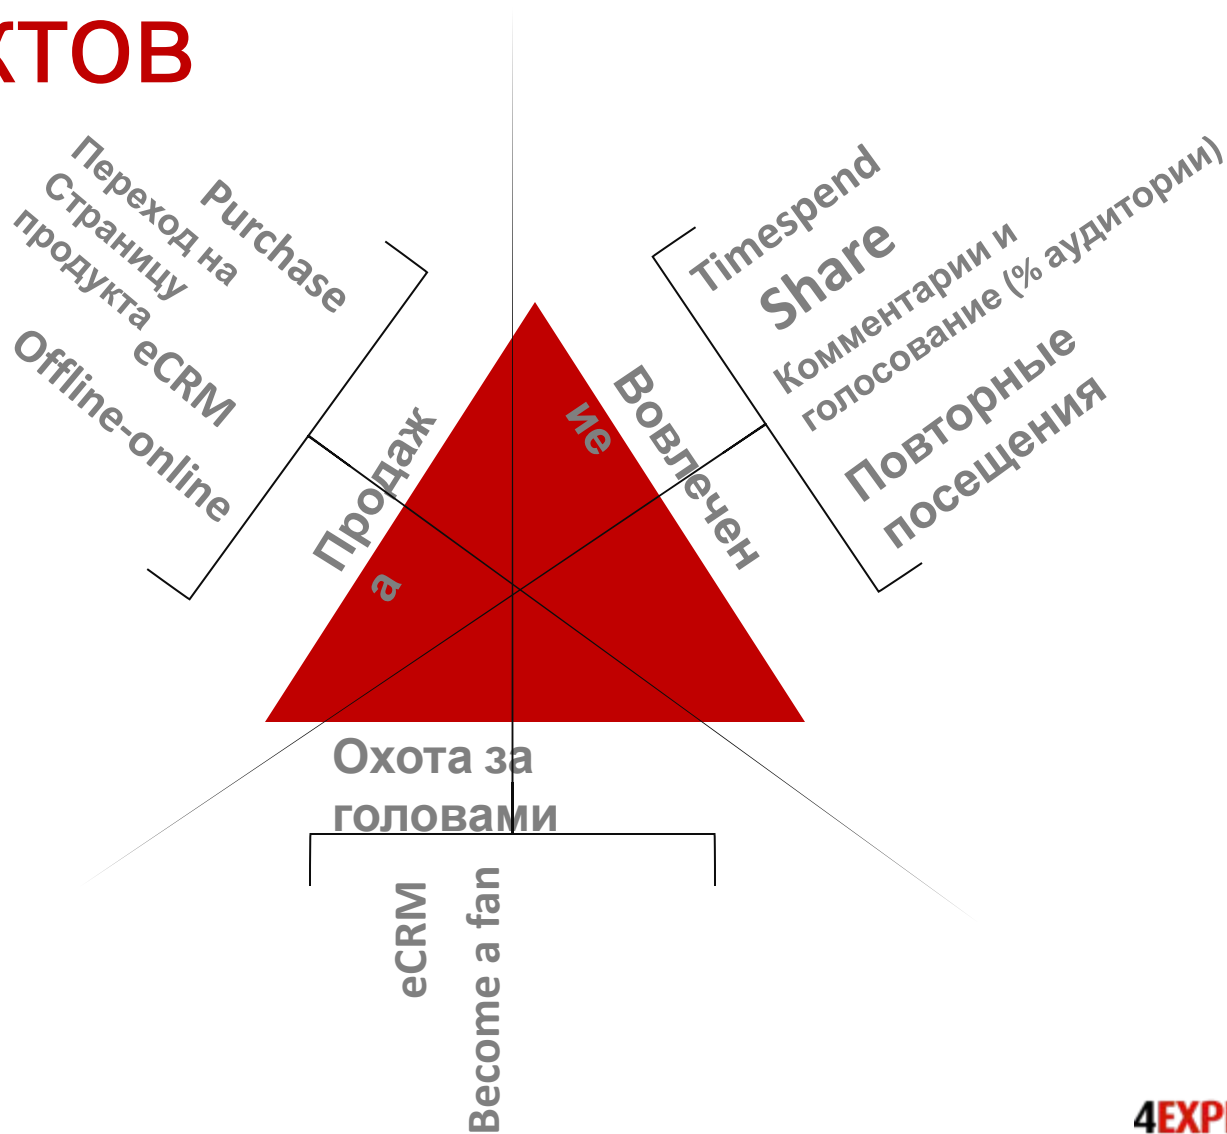 ктов
Purchase
Переход на
Страницу
продукта
eCRM
Offline-online
Продаж
а
Timespend
Share
Комментарии и
голосование (% аудитории)
Повторные
посещения
Вовлечен
ие
Охота за
головами
eCRM
Become a fan
4EXP